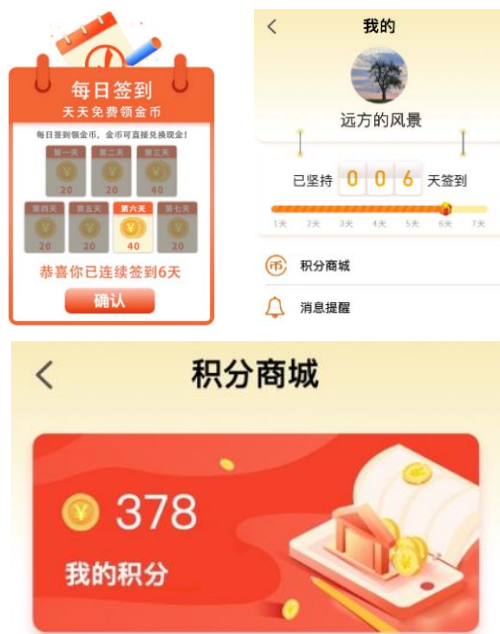 每日签到
天天免费领金币
每日签到领金币，金币可直接兑换现金！
第一天 第二天 第三天
20 20 40
第四天 第五天 第六天 第七天
20 20 40 20
恭喜你已连续签到6天
确认
我的
远方的风景
已坚持 0 0 6 天签到
1天 2天 3天 4天 5天 6天 7天
积分商城
消息提醒
积分商城
378
我的积分